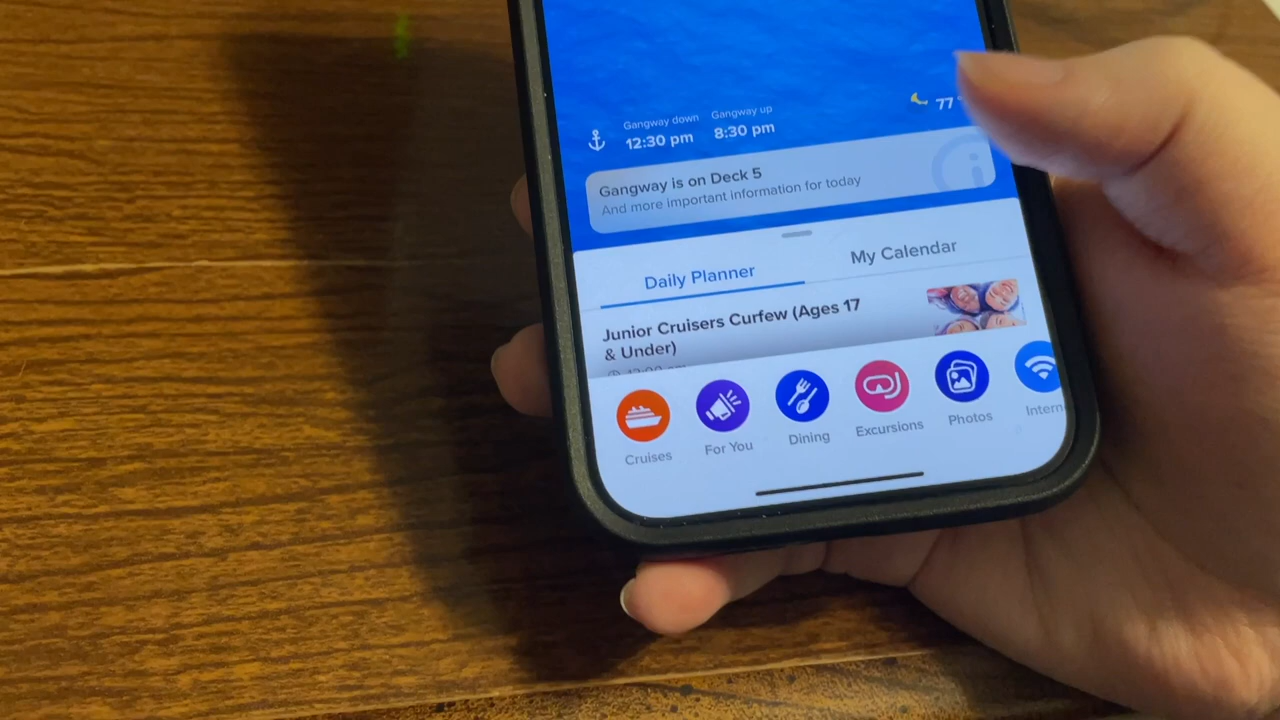 Gangway down Gangway up
12:30 pm 8:30 pm
77
Gangway is on Deck 5
And more important information for today
Daily Planner My Calendar
Junior Cruisers Curfew (Ages 17
& Under)
Cruises For You Dining Excursions Photos Intern